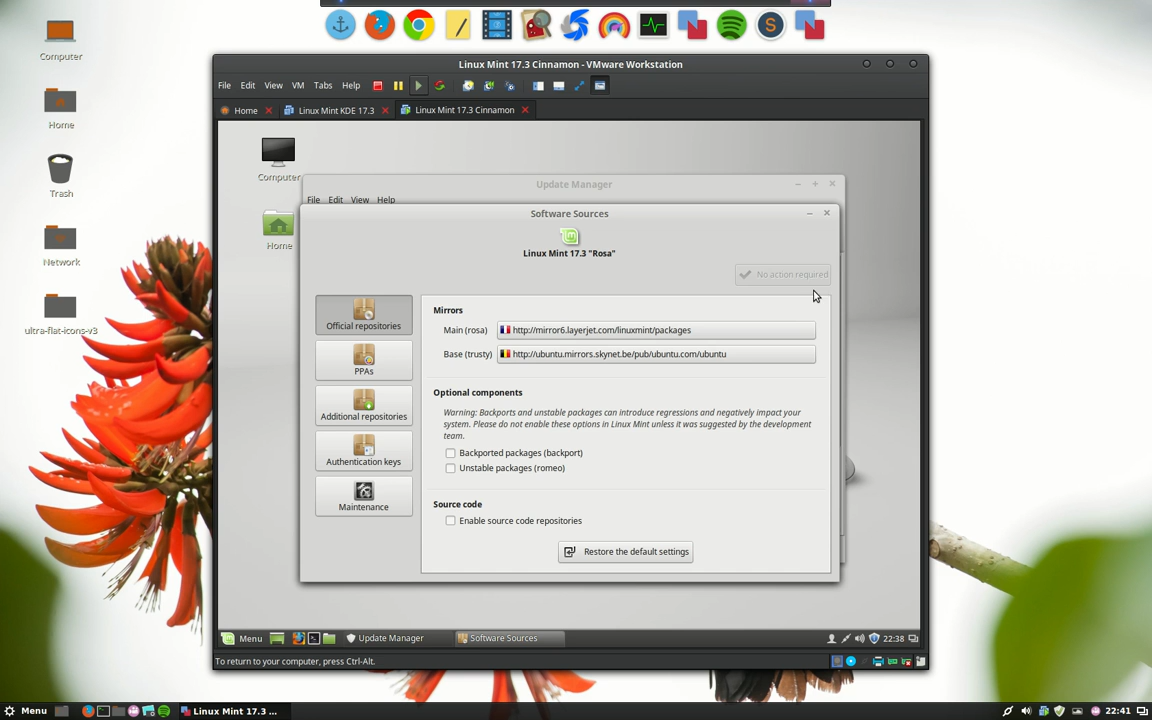 Computer
Home
Trash
Network
ultra-flat-icons-v3
Linux Mint 17.3 Cinnamon - VMware Workstation
File Edit View VM Tabs Help
Home Linux Mint KDE 17.3 Linux Mint 17.3 Cinnamon
Computer
Home
Update Manager
File Edit View Help
Software Sources
Linux Mint 17.3 "Rosa"
No action required
Official repositories
PPAs
Additional repositories
Authentication keys
Maintenance
Mirrors
Main (rosa) http://mirror6.layerjet.com/linuxmint/packages
Base (trusty) http://ubuntu.mirrors.skynet.be/pub/ubuntu.com/ubuntu
Optional components
Warning: Backports and unstable packages can introduce regressions and negatively impact your
system. Please do not enable these options in Linux Mint unless it was suggested by the development
team.
Backported packages (backport)
Unstable packages (romeo)
Source code
Enable source code repositories
Restore the default settings
Menu Update Manager Software Sources 22:38
To return to your computer, press Ctrl-Alt.
Menu Linux Mint 17.3 ... 22:41